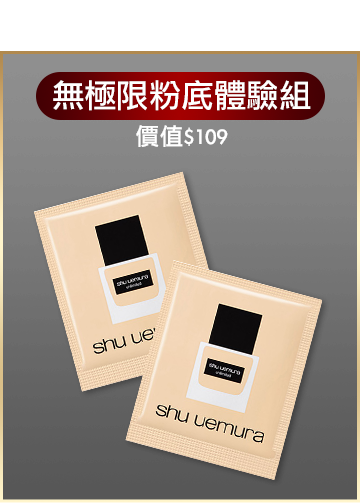 無極限粉底體驗組
價值$109
shu uemura
unlimited
shu ue
shu uemura
unlimited
shu uemura